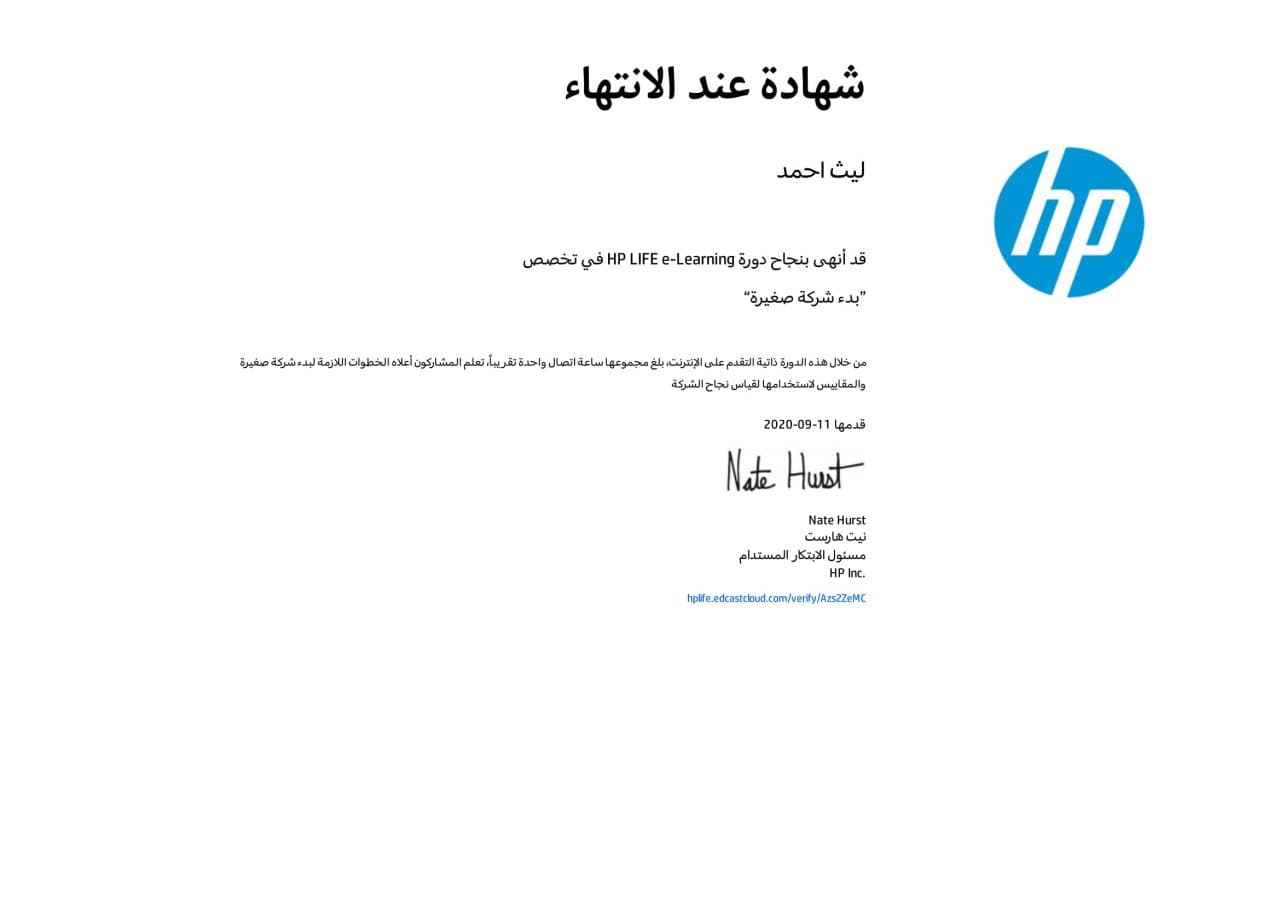 شهادة عند الانتهاء
ليث احمد
hp
قد أنهى بنجاح دورة HP LIFE e-Learning في تخصص
”بدء شركة صغيرة“
من خلال هذه الدورة ذاتية التقدم على الإنترنت، بلغ مجموعها ساعة اتصال واحدة تقريباً، تعلم المشاركون أعلاه الخطوات اللازمة لبدء شركة صغيرة
والمقاييس لاستخدامها لقياس نجاح الشركة
قدمها 11-09-2020
Nate Hurst
Nate Hurst
نيت هارست
مسئول الابتكار المستدام
HP Inc.
hplife.edcastcloud.com/verify/Azs2ZeMC